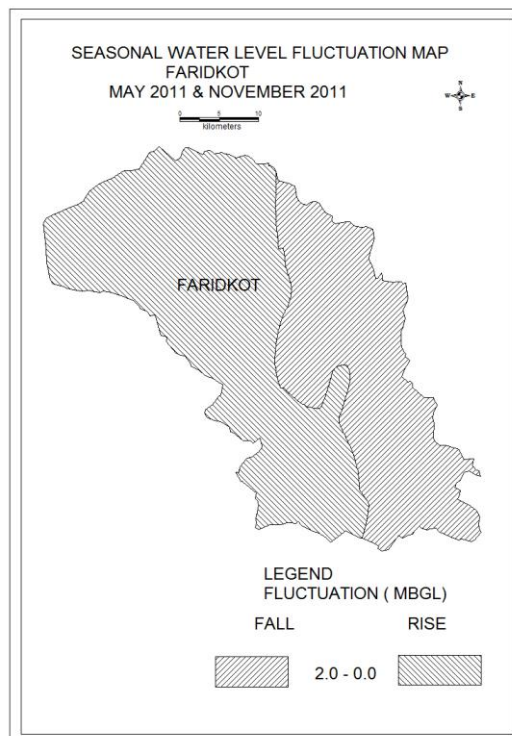 SEASONAL WATER LEVEL FLUCTUATION MAP
FARIDKOT
MAY 2011 & NOVEMBER 2011
N
W E
S
0 5 10
kilometers
FARIDKOT
LEGEND
FLUCTUATION ( MBGL)
FALL RISE
2.0 - 0.0